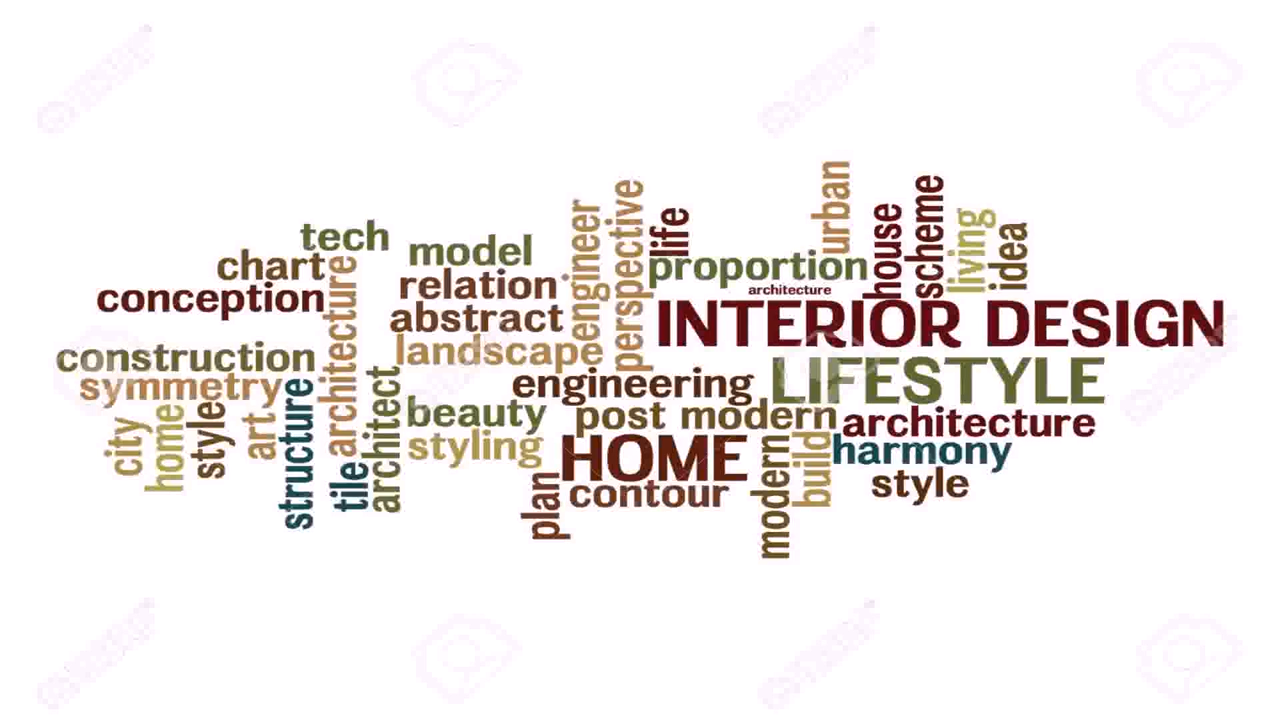 urban
scheme
perspective
engineer
life
house
living
idea
tech
model
chart
proportion
relation
architecture
conception
architecture
abstract
INTERIOR DESIGN
landscape
construction
LIFESTYLE
engineering
symmetry
structure
architect
beauty
post modern
architecture
city
home
style
art
styling
HOME
harmony
tile
contour
build
modern
style
plan